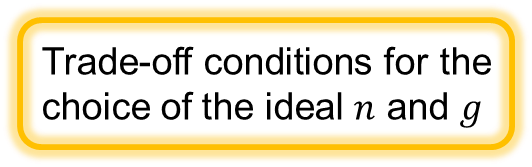 Trade-off conditions for the
choice of the ideal n and g